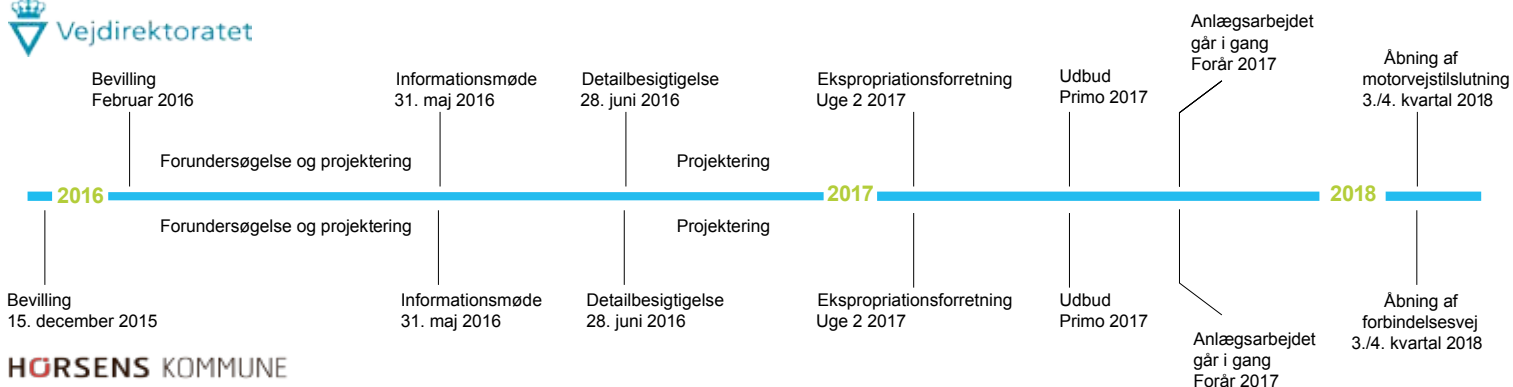 Vejdirektoratet
Bevilling
Februar 2016
Informationsmøde
31. maj 2016
Detailbesigtigelse
28. juni 2016
Ekspropriationsforretning
Uge 2 2017
Udbud
Primo 2017
Anlægsarbejdet
går i gang
Forår 2017
Åbning af
motorvejstilslutning
3./4. kvartal 2018
Forundersøgelse og projektering
Projektering
2016
2017
2018
Forundersøgelse og projektering
Projektering
Bevilling
15. december 2015
Informationsmøde
31. maj 2016
Detailbesigtigelse
28. juni 2016
Ekspropriationsforretning
Uge 2 2017
Udbud
Primo 2017
Anlægsarbejdet
går i gang
Forår 2017
Åbning af
forbindelsesvej
3./4. kvartal 2018
HORSENS KOMMUNE